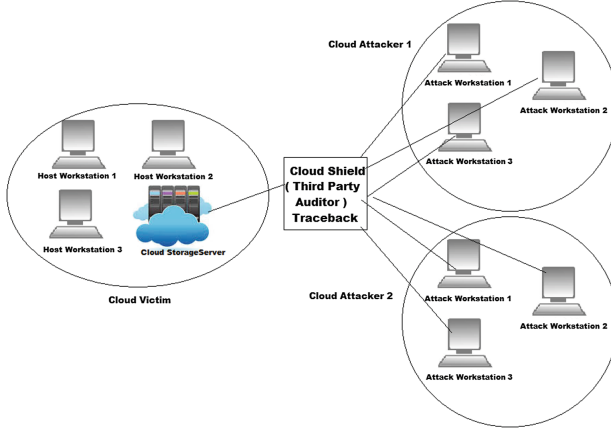 Cloud Attacker 1
Attack Workstation 1
Attack Workstation 2
Attack Workstation 3
Host Workstation 1
Host Workstation 2
Host Workstation 3
Cloud StorageServer
Cloud Victim
Cloud Shield
( Third Party
Auditor )
Traceback
Cloud Attacker 2
Attack Workstation 1
Attack Workstation 2
Attack Workstation 3